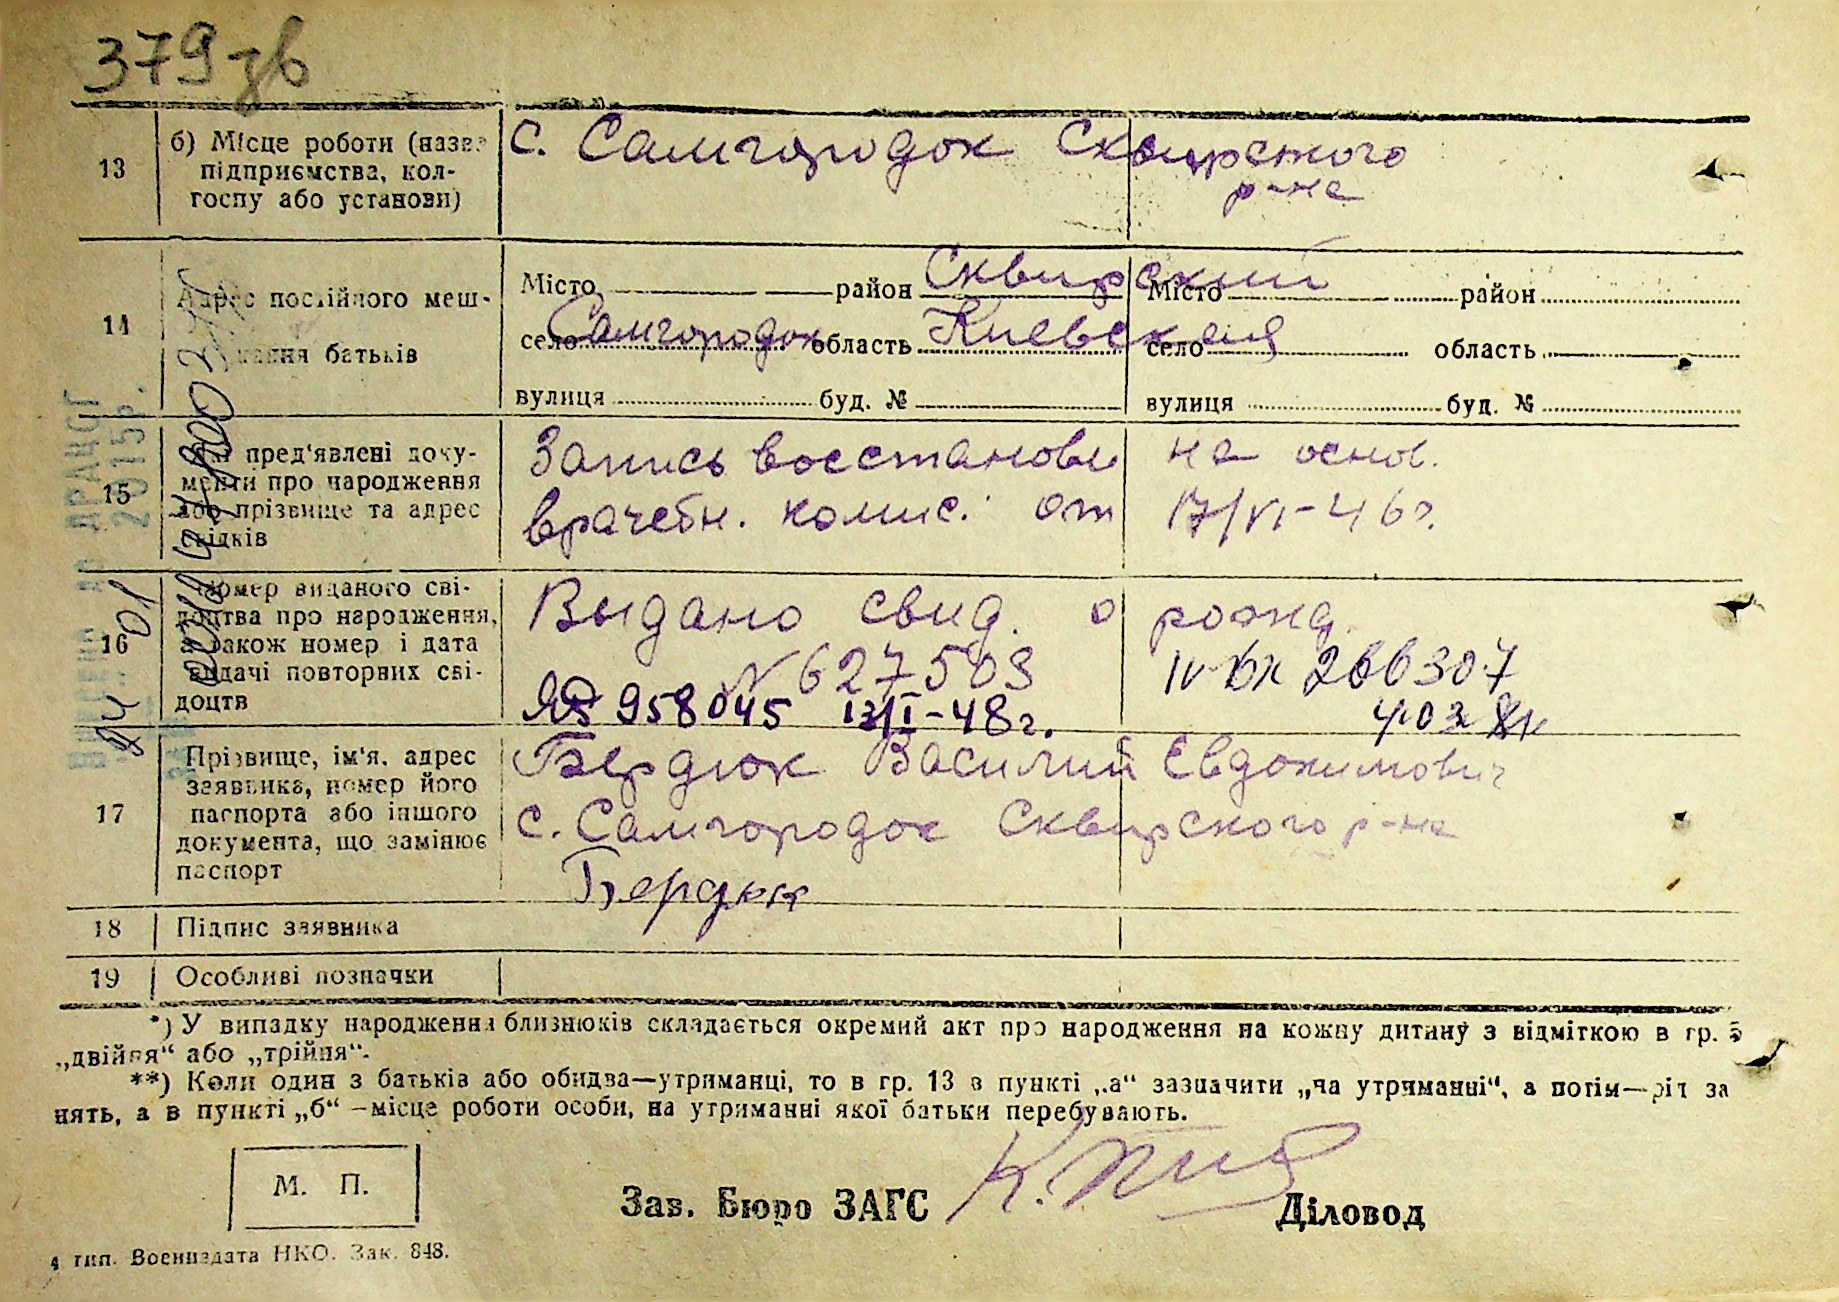 379 зв
13
б) Місце роботи (назва
підприємства, кол-
госпу або установи)
с. Самгородок Сквирского
р-на
14
Адрес постійного меш-
кання батьків
Місто район Сквирский
село Самгородок область Киевская
вулиця буд. №
Місто район
село область
вулиця буд. №
15
пред'явлені доку-
менти про народження
або прізвище та адрес
свідків
Запись восстановл на основ.
врачебн. комис. от 17/VI-46г.
16
Номер виданого сві-
доцтва про народження,
а також номер і дата
видачі повторних сві-
доцтв
Выдано свид. о рожд.
N 627503
958045 13/I-48г.
266307
17
Прізвище, ім'я, адрес
заявника, номер його
паспорта або іншого
документа, що замінює
паспорт
Бердюк Василий Евдокимович
с. Самгородок Сквирского р-на
Бердюк
18
Підпис заявника
19
Особливі позначки
*) У випадку народження близнюків складається окремий акт про народження на кожну дитину з відміткою в гр. 5
„двійня“ або „трійня“.
**) Коли один з батьків або обидва—утриманці, то в гр. 13 в пункті „а“ зазначити „на утриманні“, а потім—рід за
нять, а в пункті „б“ —місце роботи особи, на утриманні якої батьки перебувають.
М. П.
Зав. Бюро ЗАГС
Діловод
4 тип. Воениздата НКО. Зак. 848.
2015р.